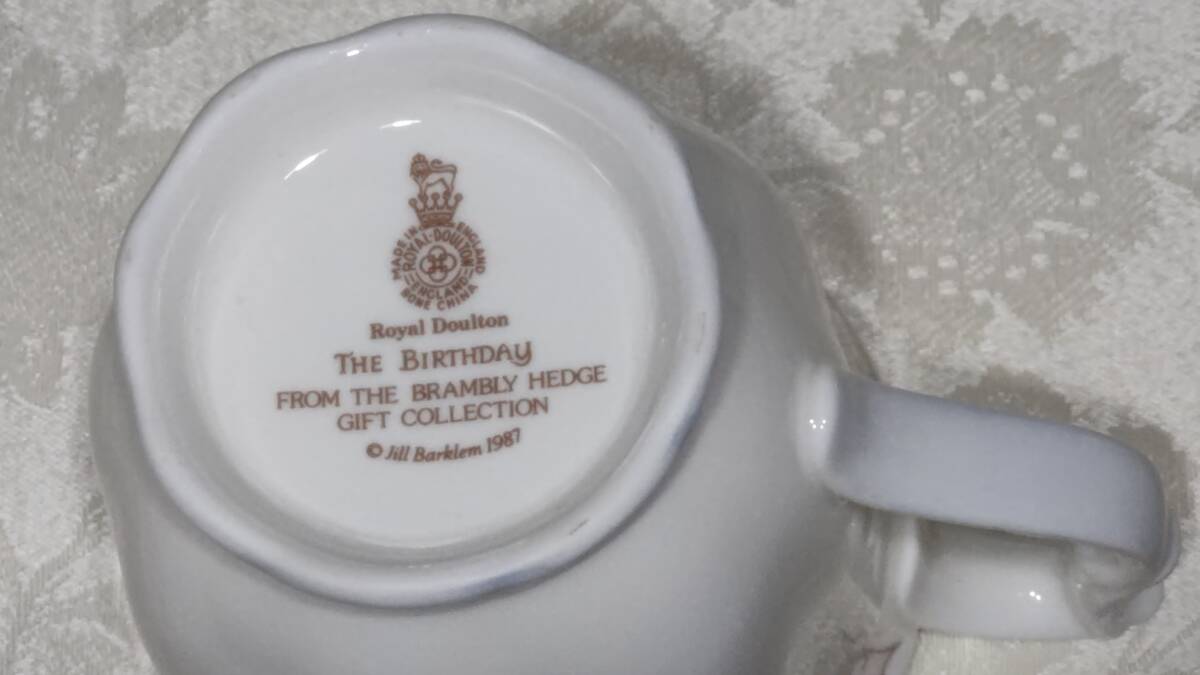 MADE IN ENGLAND
ROYAL·DOULTON
ENGLAND
BONE CHINA
Royal Doulton
THE BIRTHDAY
FROM THE BRAMBLY HEDGE
GIFT COLLECTION
© Jill Barklem 1987